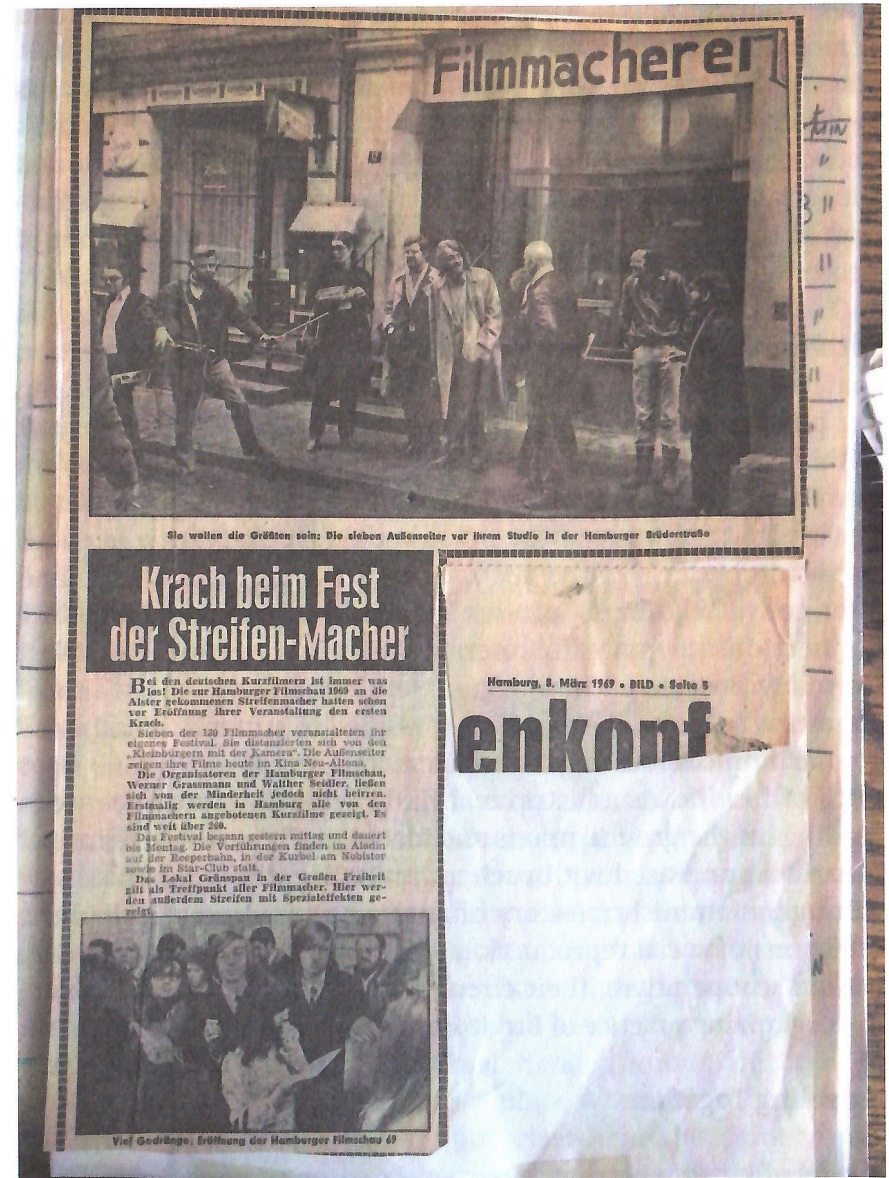 Filmmacherei
Sie wollen die Größten sein: Die sieben Außenseiter vor ihrem Studio in der Hamburger Brüderstraße
Krach beim Fest
der Streifen-Macher
Bei den deutschen Kurzfilmern ist immer was
los! Die zur Hamburger Filmschau 1969 an die
Alster gekommenen Streifenmacher hatten schon
vor Eröffnung ihrer Veranstaltung den ersten
Krach.
Sieben der 120 Filmmacher veranstalteten ihr
eigenes Festival. Sie distanzierten sich von den
„Kleinbürgern mit der Kamera“. Die Außenseiter
zeigen ihre Filme heute im Kina Neu-Altona.
Die Organisatoren der Hamburger Filmschau,
Werner Grassmann und Walther Seidler, ließen
sich von der Minderheit jedoch nicht beirren.
Erstmalig werden in Hamburg alle von den
Filmmachern angebotenen Kurzfilme gezeigt. Es
sind weit über 200.
Das Festival begann gestern mittag und dauert
bis Montag. Die Vorführungen finden im Aladin
auf der Reeperbahn, in der Kurbel am Nobistor
sowie im Star-Club statt.
Das Lokal Grünspan in der Großen Freiheit
gilt als Treffpunkt aller Filmmacher. Hier wer-
den außerdem Streifen mit Spezialeffekten ge-
zeigt.
Viel Gedränge: Eröffnung der Hamburger Filmschau 69
Hamburg, 8. März 1969 • BILD • Seite 5
enkopf